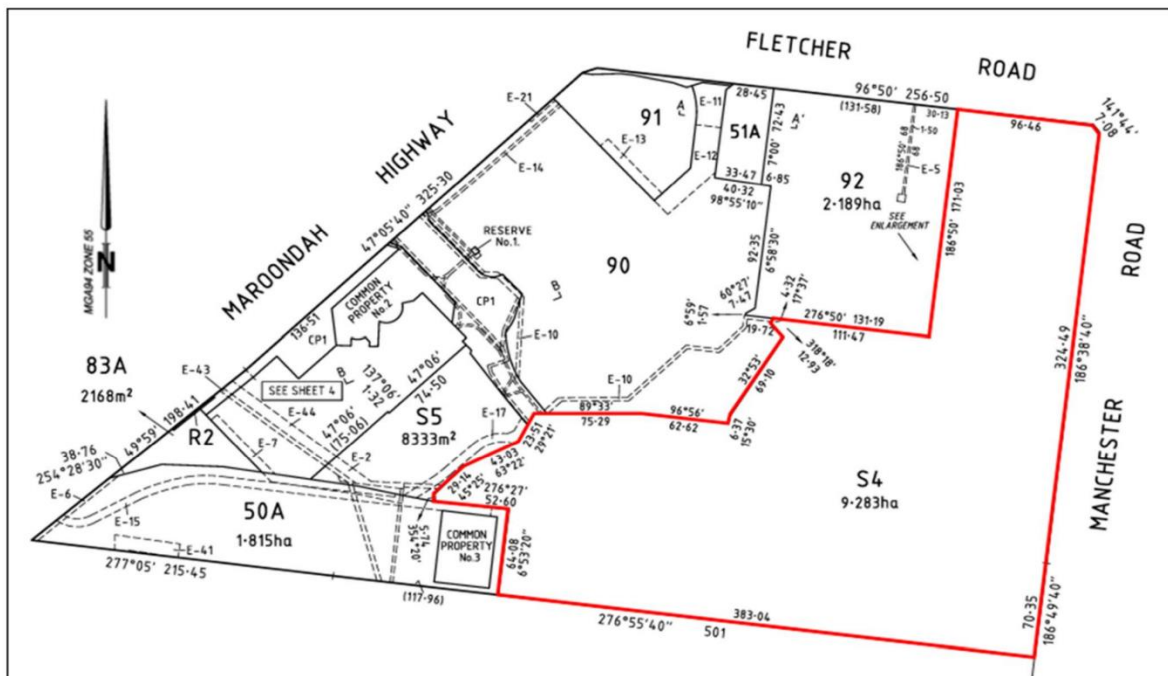 FLETCHER ROAD
96°50' 256·50
(131·58)
30·13
96·46
141°44'
7·08
E-21
E-14
91
E-13
A
E-11
E-12
28·45
51A
72·43
7°00'
A'
33·47
6·85
40·32
98°55'10"
92
2·189ha
186°50' 68
1·50
68
E-5
SEE
ENLARGEMENT
186°50' 171·03
MAROONDAH HIGHWAY
47°05'40" 325·30
MGA94 ZONE 55
N
RESERVE
No.1.
90
92·35
6°58'30"
COMMON
PROPERTY
No.2
CP1
CP1
B
E-10
60°27'
7·47
6°59'
1·57
4·32
17°37'
276°50' 131·19
19·72
111·47
318°18'
12·93
136·51
83A
2168m²
E-43
SEE SHEET 4
B
137°06'
1·32
47°06'
74·50
47°06'
(75·06)
E-44
198·41
49°59'
R2
S5
8333m²
E-17
E-10
32°53'
69·10
89°33'
75·29
96°56'
62·62
6·37
15°30'
23·51
29°21'
43·03
63°22'
29·14
45°25'
324·49
186°38'40"
MANCHESTER ROAD
38·76
254°28'30"
E-7
E-2
E-6
E-15
50A
1·815ha
E-41
276°27'
52·60
5·74
354°20'
COMMON
PROPERTY
No.3
64·08
6°53'20"
S4
9·283ha
277°05' 215·45
(117·96)
383·04
276°55'40" 501
70·35
186°49'40"